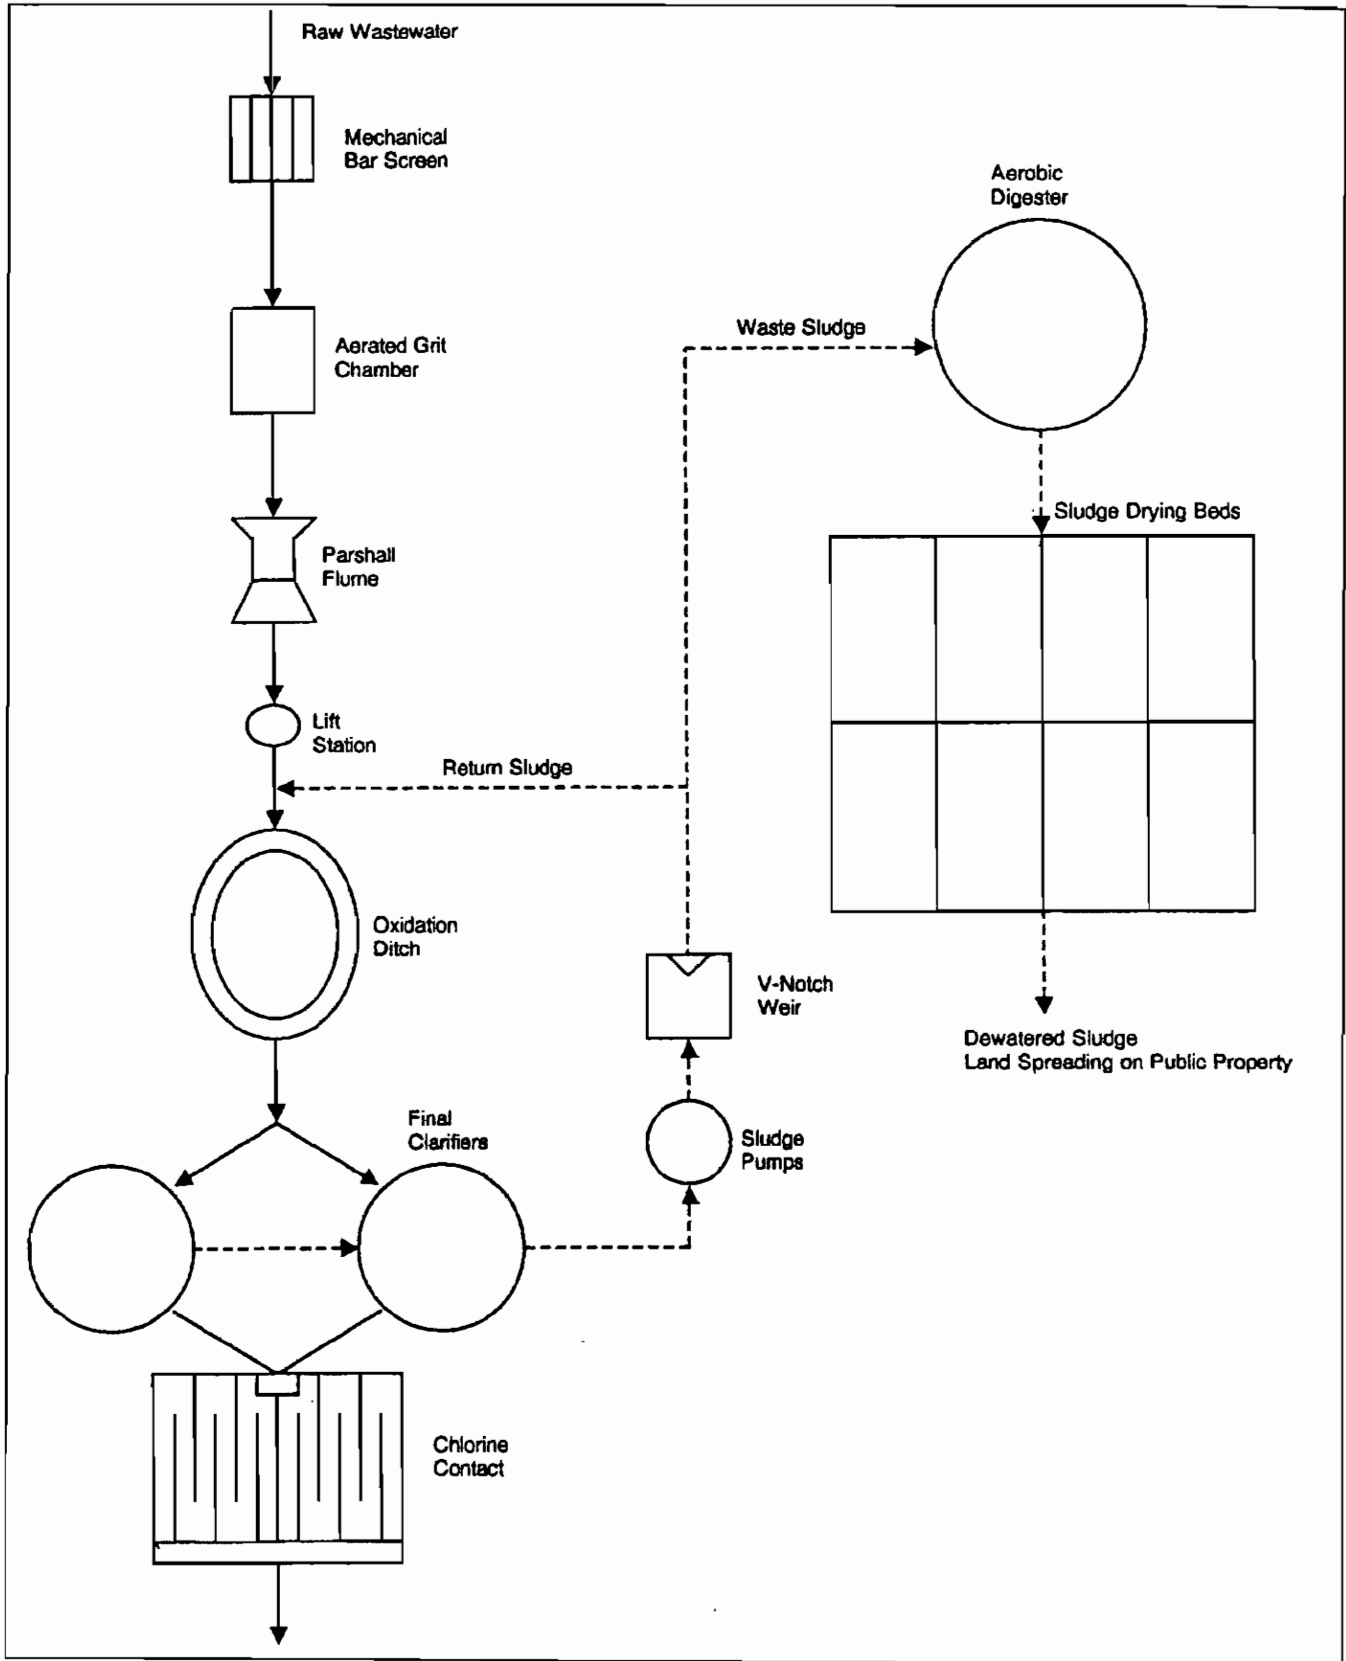 Raw Wastewater
Mechanical
Bar Screen
Aerobic
Digester
Waste Sludge
Aerated Grit
Chamber
Sludge Drying Beds
Parshall
Flume
Lift
Station
Return Sludge
Oxidation
Ditch
V-Notch
Weir
Dewatered Sludge
Land Spreading on Public Property
Final
Clarifiers
Sludge
Pumps
Chlorine
Contact